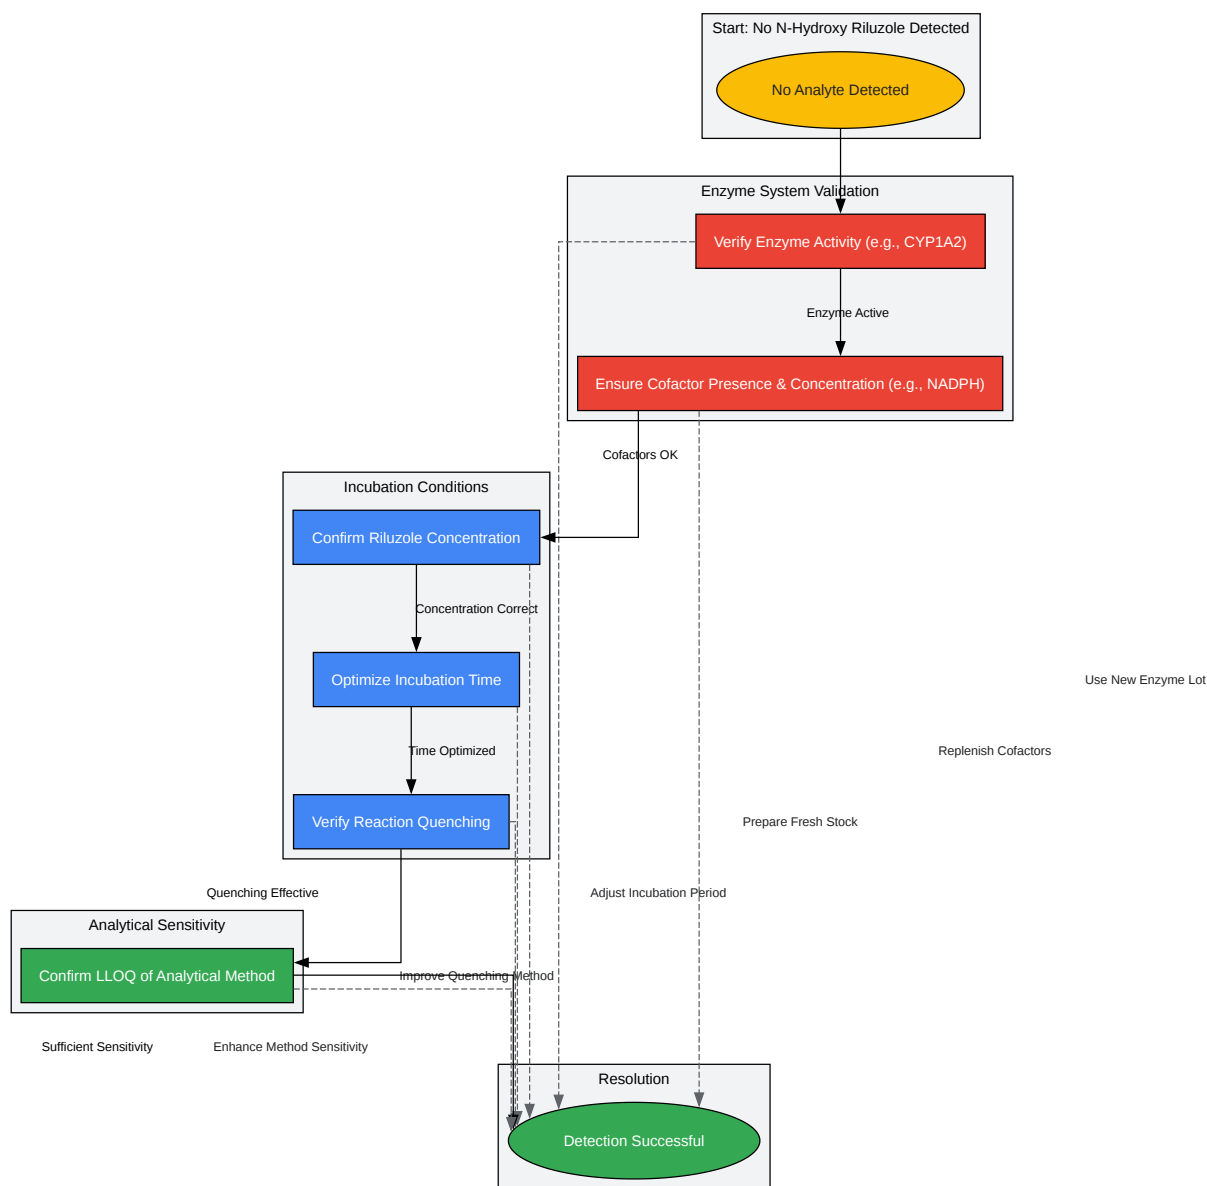 Start: No N-Hydroxy Riluzole Detected
No Analyte Detected
Enzyme System Validation
Verify Enzyme Activity (e.g., CYP1A2)
Enzyme Active
Ensure Cofactor Presence & Concentration (e.g., NADPH)
Cofactors OK
Incubation Conditions
Confirm Riluzole Concentration
Concentration Correct
Optimize Incubation Time
Use New Enzyme Lot
Time Optimized
Replenish Cofactors
Verify Reaction Quenching
Prepare Fresh Stock
Quenching Effective
Adjust Incubation Period
Analytical Sensitivity
Confirm LLOQ of Analytical Method
Improve Quenching Method
Sufficient Sensitivity
Enhance Method Sensitivity
Resolution
Detection Successful